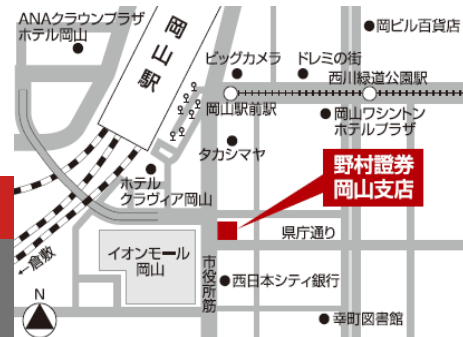 ANAクラウンプラザ
ホテル岡山
岡山駅
岡ビル百貨店
ビッグカメラ
ドレミの街
西川緑道公園駅
岡山駅前駅
岡山ワシントン
ホテルプラザ
タカシマヤ
野村證券
岡山支店
ホテル
クラヴィア岡山
県庁通り
←倉敷
イオンモール
岡山
市役所筋
西日本シティ銀行
N
幸町図書館